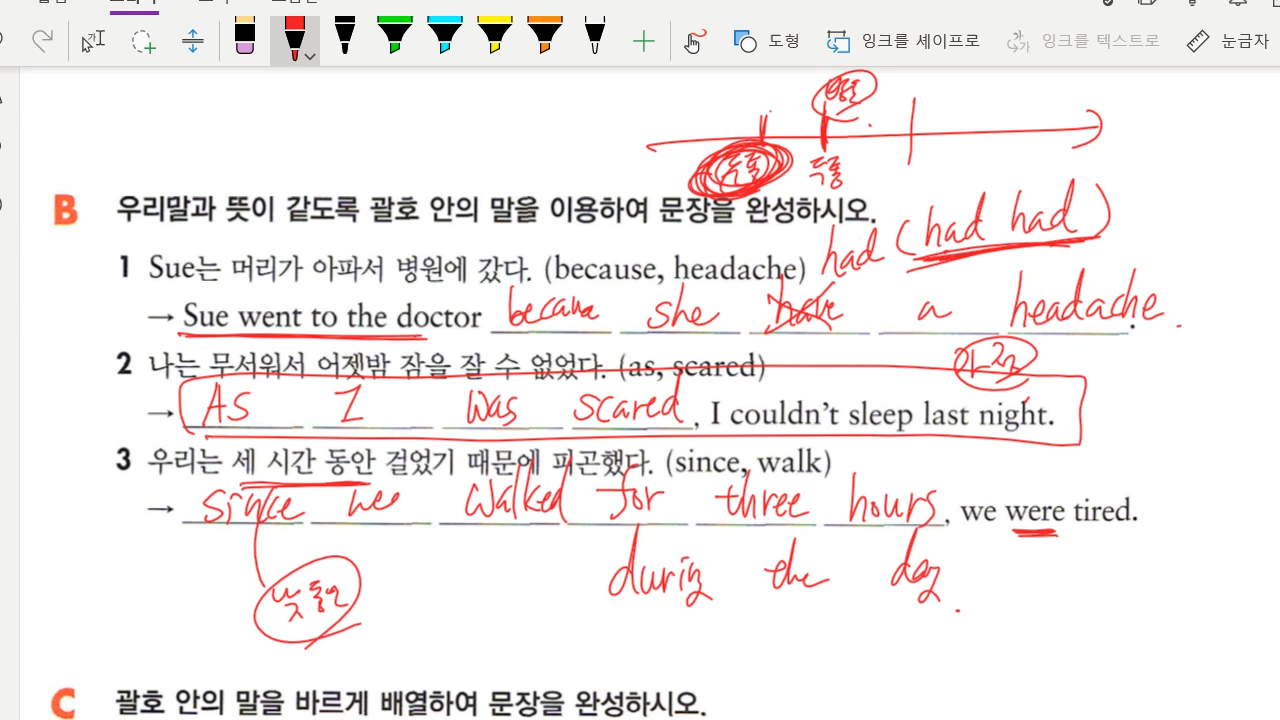 도형 잉크를 셰이프로 잉크를 텍스트로 눈금자
병원
두통 두통
B 우리말과 뜻이 같도록 괄호 안의 말을 이용하여 문장을 완성하시오.
had (had had)
1 Sue는 머리가 아파서 병원에 갔다. (because, headache)
→ Sue went to the doctor because she have a headache.
2 나는 무서워서 어젯밤 잠을 잘 수 없었다. (as, scared)
→ As I was scared, I couldn't sleep last night.
3 우리는 세 시간 동안 걸었기 때문에 피곤했다. (since, walk)
→ since we walked for three hours, we were tired.
during the day.
낮 동안
C 괄호 안의 말을 바르게 배열하여 문장을 완성하시오.